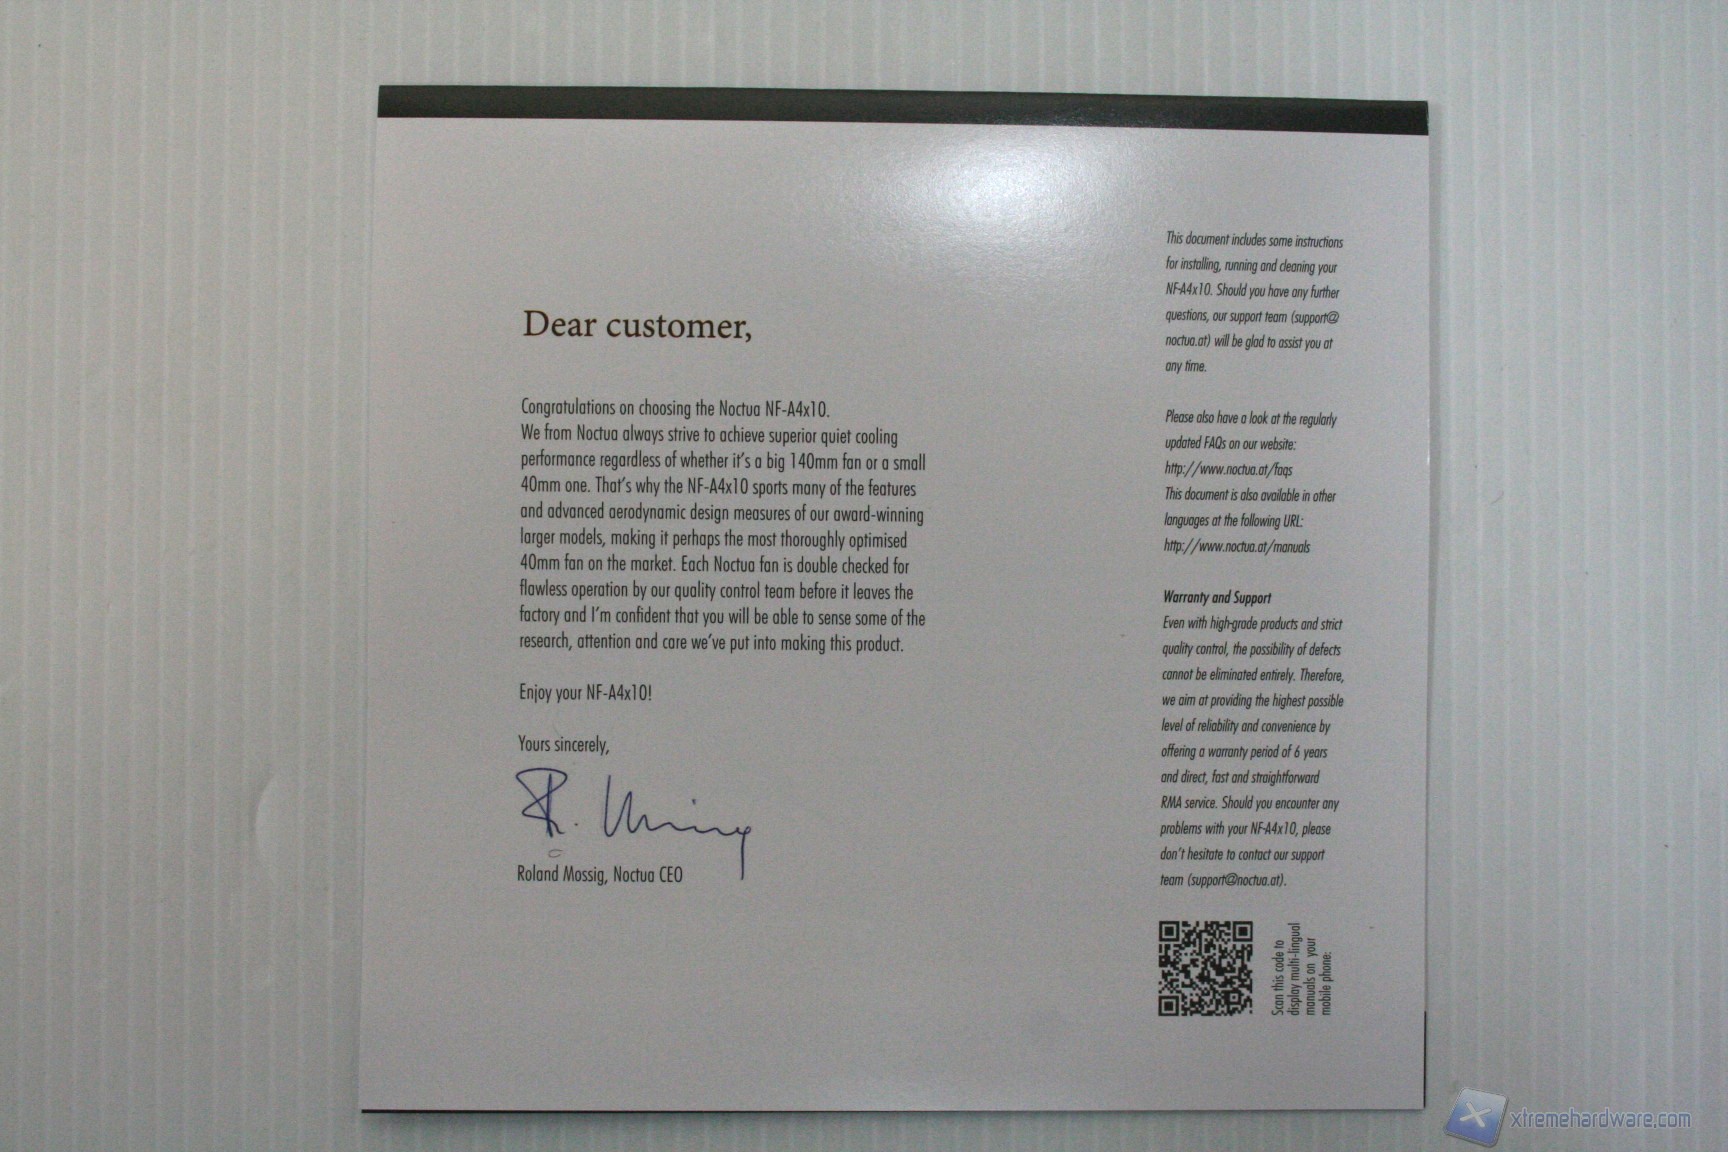 Dear customer,
Congratulations on choosing the Noctua NF-A4x10.
We from Noctua always strive to achieve superior quiet cooling
performance regardless of whether it's a big 140mm fan or a small
40mm one. That's why the NF-A4x10 sports many of the features
and advanced aerodynamic design measures of our award-winning
larger models, making it perhaps the most thoroughly optimised
40mm fan on the market. Each Noctua fan is double checked for
flawless operation by our quality control team before it leaves the
factory and I'm confident that you will be able to sense some of the
research, attention and care we've put into making this product.
Enjoy your NF-A4x10!
Yours sincerely,
Roland Mossig, Noctua CEO
This document includes some instructions
for installing, running and cleaning your
NF-A4x10. Should you have any further
questions, our support team (support@
noctua.at) will be glad to assist you at
any time.
Please also have a look at the regularly
updated FAQs on our website:
http://www.noctua.at/faqs
This document is also available in other
languages at the following URL:
http://www.noctua.at/manuals
Warranty and Support
Even with high-grade products and strict
quality control, the possibility of defects
cannot be eliminated entirely. Therefore,
we aim at providing the highest possible
level of reliability and convenience by
offering a warranty period of 6 years
and direct, fast and straightforward
RMA service. Should you encounter any
problems with your NF-A4x10, please
don't hesitate to contact our support
team (support@noctua.at).
Scan this code to
display multi-lingual
manuals on your
mobile phone:
xtremehardware.com